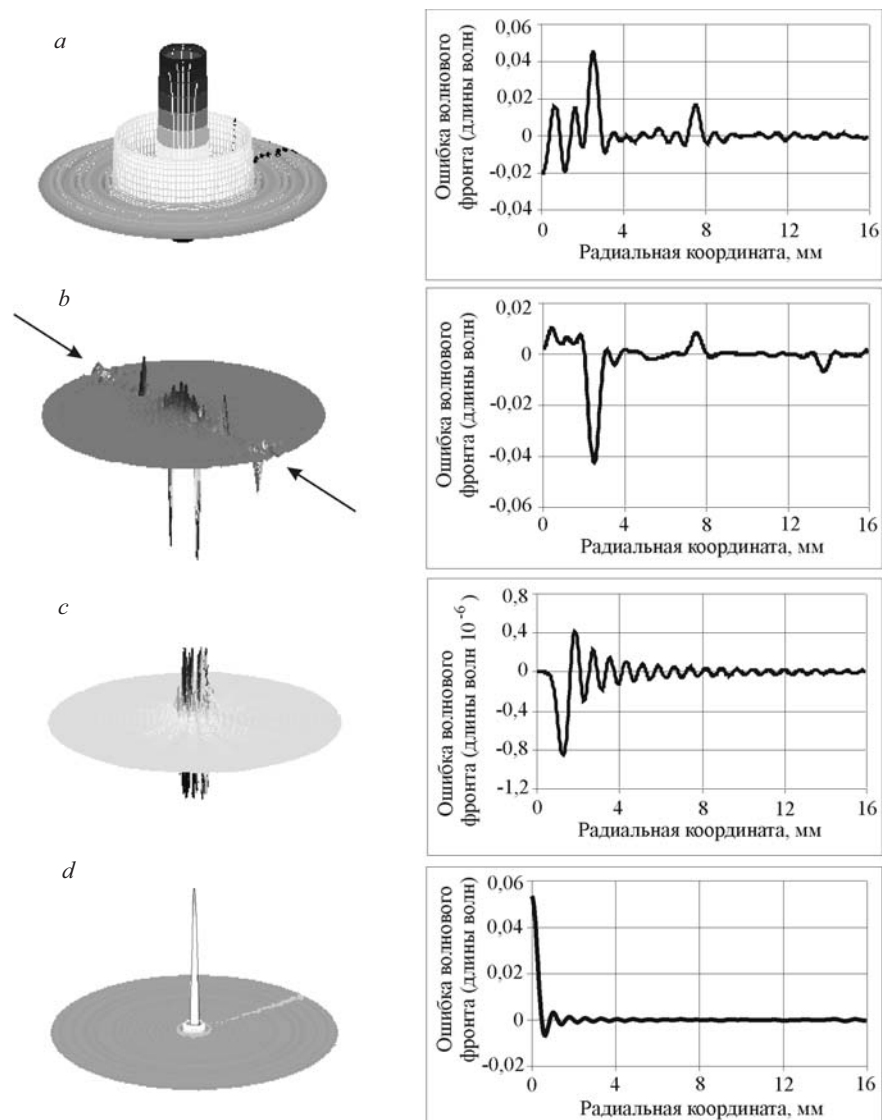 a
Ошибка волнового
фронта (длины волн)
0,06
0,04
0,02
0
-0,02
-0,04
0 4 8 12 16
Радиальная координата, мм
b
Ошибка волнового
фронта (длины волн)
0,02
0
-0,02
-0,04
-0,06
0 4 8 12 16
Радиальная координата, мм
c
Ошибка волнового
фронта (длины волн 10⁻⁶)
0,8
0,4
0
-0,4
-0,8
-1,2
0 4 8 12 16
Радиальная координата, мм
d
Ошибка волнового
фронта (длины волн)
0,06
0,04
0,02
0
-0,02
0 4 8 12 16
Радиальная координата, мм